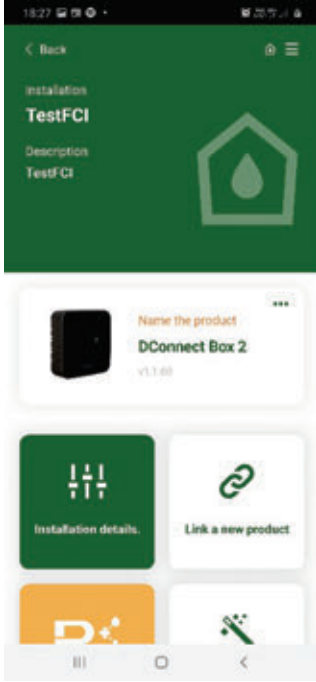 18:27
Back
Installation
TestFCI
Description
TestFCI
Name the product
DConnect Box 2
v1.1.60
Installation details.
Link a new product